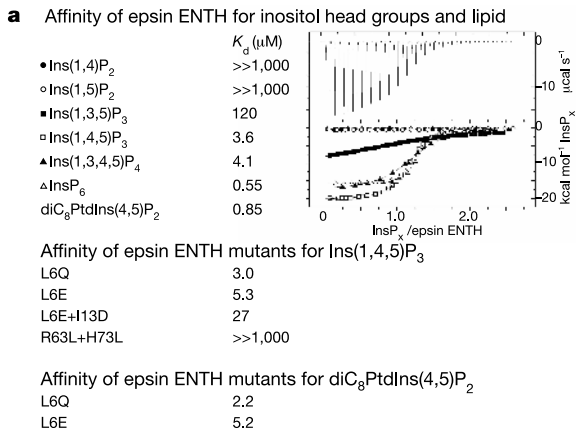 a Affinity of epsin ENTH for inositol head groups and lipid
Kd (μM)
●Ins(1,4)P2 >>1,000
○Ins(1,5)P2 >>1,000
■Ins(1,3,5)P3 120
□Ins(1,4,5)P3 3.6
▲Ins(1,3,4,5)P4 4.1
△InsP6 0.55
diC8PtdIns(4,5)P2 0.85
0
10
μcal s⁻¹
0
10
20
kcal mol⁻¹ InsPx
0 1.0 2.0
InsPx/epsin ENTH
Affinity of epsin ENTH mutants for Ins(1,4,5)P3
L6Q 3.0
L6E 5.3
L6E+I13D 27
R63L+H73L >>1,000
Affinity of epsin ENTH mutants for diC8PtdIns(4,5)P2
L6Q 2.2
L6E 5.2